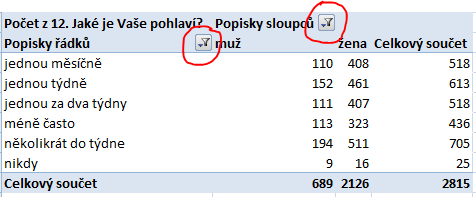 Počet z 12. Jaké je Vaše pohlaví? Popisky sloupců
Popisky řádků muž žena Celkový součet
jednou měsíčně 110 408 518
jednou týdně 152 461 613
jednou za dva týdny 111 407 518
méně často 113 323 436
několikrát do týdne 194 511 705
nikdy 9 16 25
Celkový součet 689 2126 2815